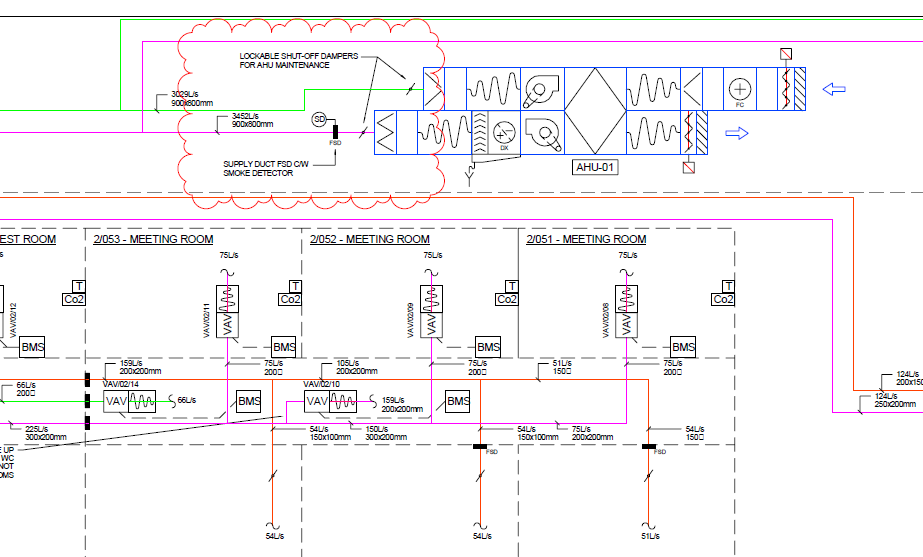 LOCKABLE SHUT-OFF DAMPERS
FOR AHU MAINTENANCE
3029L/s
900x800mm
3452L/s
900x800mm
SD
FSD
SUPPLY DUCT FSD C/W
SMOKE DETECTOR
FC
DX
AHU-01
EST ROOM
2/053 - MEETING ROOM
2/052 - MEETING ROOM
2/051 - MEETING ROOM
75L/s
75L/s
75L/s
T
Co2
T
Co2
T
Co2
T
Co2
VAV/02/12
VAV/02/11
VAV
VAV/02/09
VAV
VAV/02/08
VAV
BMS
BMS
BMS
BMS
159L/s
200x200mm
75L/s
200
105L/s
200x200mm
75L/s
200
51L/s
150
75L/s
200
124L/s
200x150
124L/s
250x200mm
66L/s
200
VAV/02/14
VAV
66L/s
BMS
VAV/02/10
VAV
159L/s
200x200mm
BMS
225L/s
300x200mm
54L/s
150x100mm
150L/s
300x200mm
54L/s
150x100mm
75L/s
200x200mm
54L/s
150
UP
WC
NOT
OMS
FSD
FSD
54L/s
54L/s
51L/s